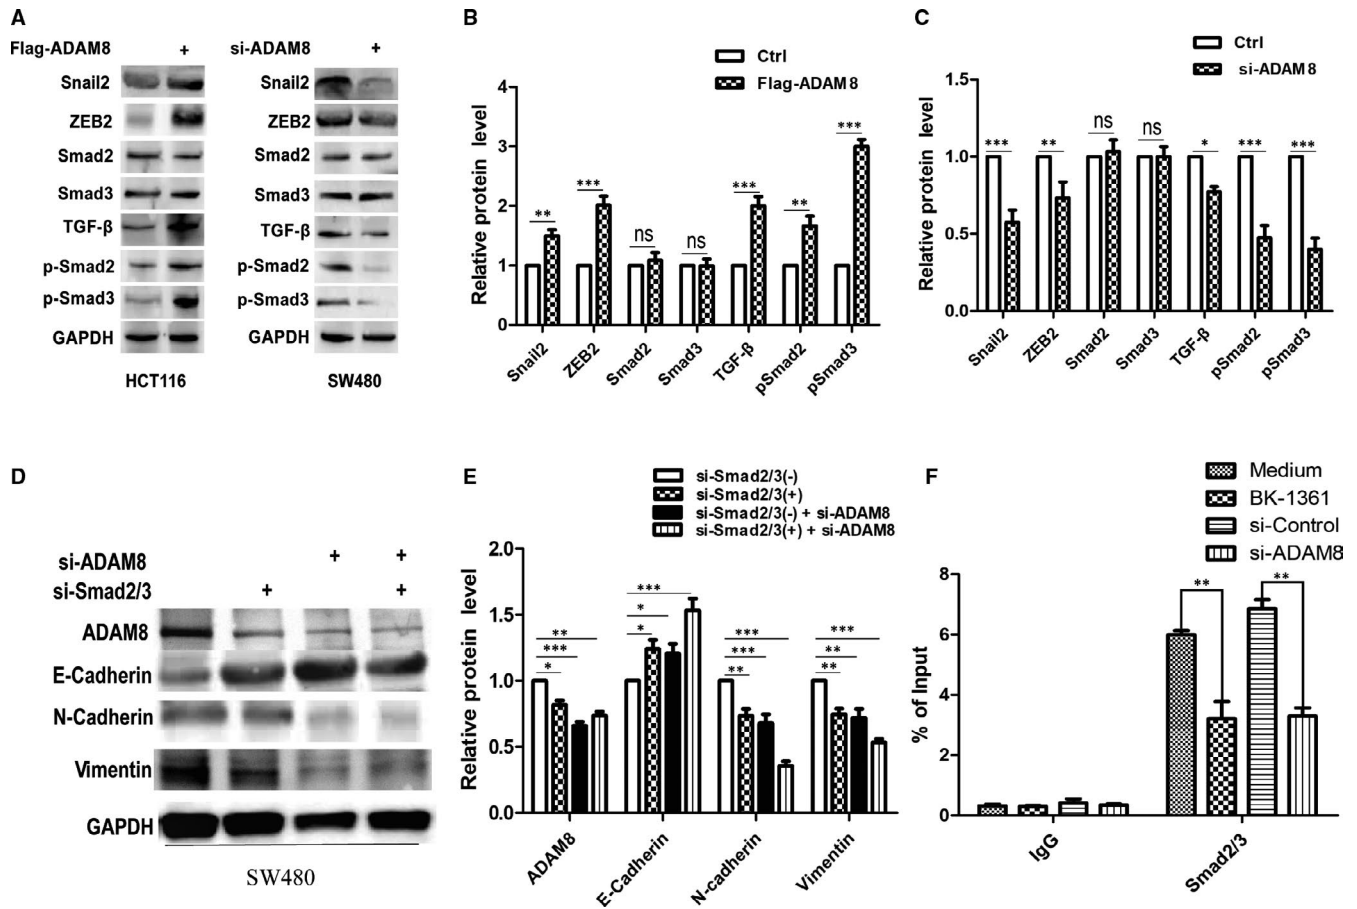 A
Flag-ADAM8 +
Snail2
ZEB2
Smad2
Smad3
TGF-β
p-Smad2
p-Smad3
GAPDH
HCT116
si-ADAM8 +
Snail2
ZEB2
Smad2
Smad3
TGF-β
p-Smad2
p-Smad3
GAPDH
SW480
B
Ctrl
Flag-ADAM8
Relative protein level
4
3
2
1
0
** *** ns ns *** ** ***
Snail2 ZEB2 Smad2 Smad3 TGF-β pSmad2 pSmad3
C
Ctrl
si-ADAM8
Relative protein level
1.5
1.0
0.5
0.0
*** ** ns ns * *** ***
Snail2 ZEB2 Smad2 Smad3 TGF-β pSmad2 pSmad3
D
si-ADAM8 + +
si-Smad2/3 + +
ADAM8
E-Cadherin
N-Cadherin
Vimentin
GAPDH
SW480
E
si-Smad2/3(-)
si-Smad2/3(+)
si-Smad2/3(-) + si-ADAM8
si-Smad2/3(+) + si-ADAM8
Relative protein level
2.0
1.5
1.0
0.5
0.0
**
***
*
***
*
*
***
***
**
***
**
**
ADAM8 E-Cadherin N-cadherin Vimentin
F
Medium
BK-1361
si-Control
si-ADAM8
% of Input
8
6
4
2
0
** **
IgG Smad2/3